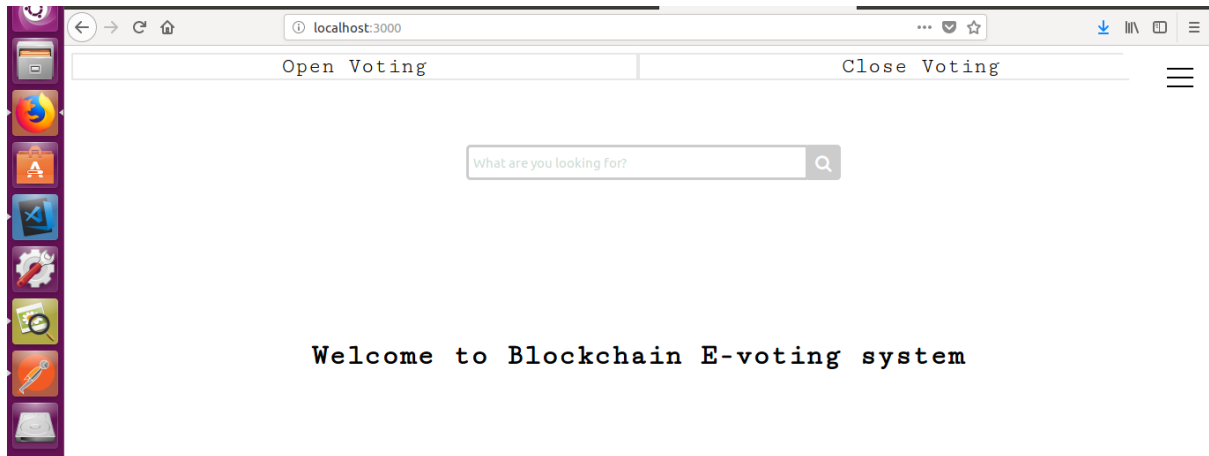 localhost:3000
Open Voting Close Voting
What are you looking for?
Welcome to Blockchain E-voting system